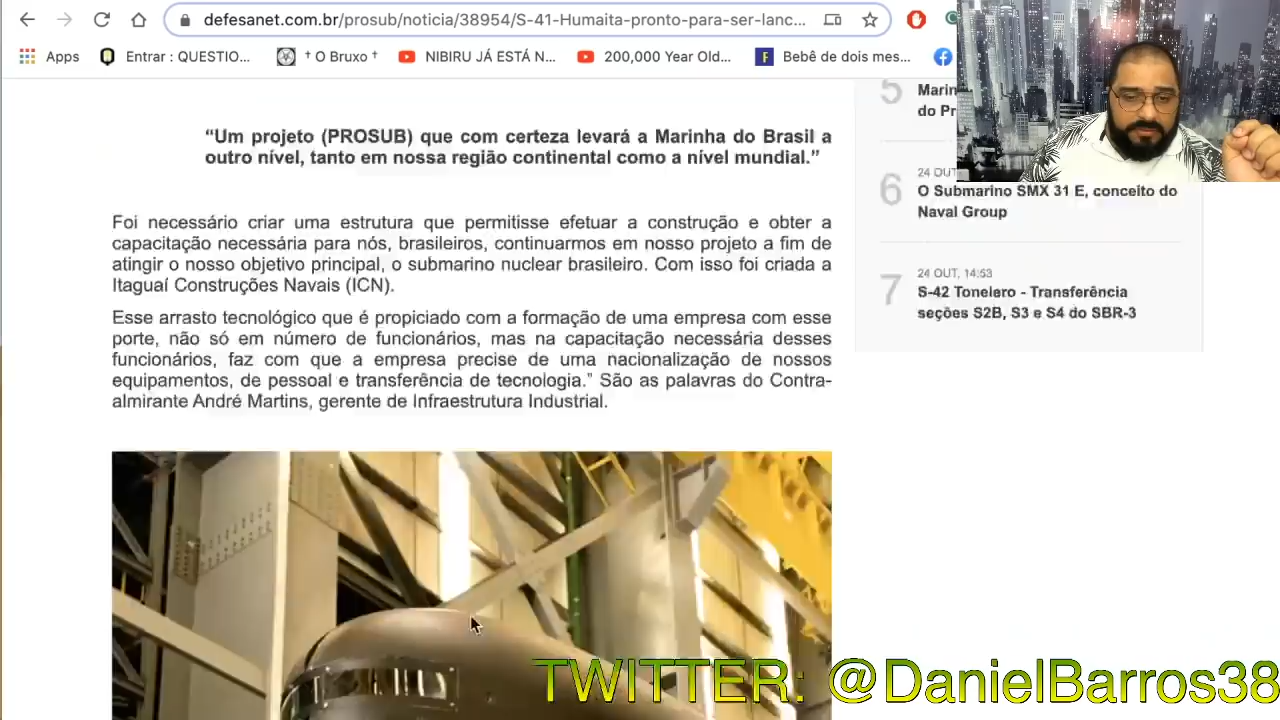 defesanet.com.br/prosub/noticia/38954/S-41-Humaita-pronto-para-ser-lanc...
Apps
Entrar : QUESTIO...
† O Bruxo †
NIBIRU JÁ ESTÁ N...
200,000 Year Old...
Bebê de dois mes...
“Um projeto (PROSUB) que com certeza levará a Marinha do Brasil a
outro nível, tanto em nossa região continental como a nível mundial.”
Foi necessário criar uma estrutura que permitisse efetuar a construção e obter a
capacitação necessária para nós, brasileiros, continuarmos em nosso projeto a fim de
atingir o nosso objetivo principal, o submarino nuclear brasileiro. Com isso foi criada a
Itaguaí Construções Navais (ICN).
Esse arrasto tecnológico que é propiciado com a formação de uma empresa com esse
porte, não só em número de funcionários, mas na capacitação necessária desses
funcionários, faz com que a empresa precise de uma nacionalização de nossos
equipamentos, de pessoal e transferência de tecnologia.” São as palavras do Contra-
almirante André Martins, gerente de Infraestrutura Industrial.
5
Marin
do Pr
6
24 OUT
O Submarino SMX 31 E, conceito do
Naval Group
7
24 OUT, 14:53
S-42 Tonelero - Transferência
seções S2B, S3 e S4 do SBR-3
TWITTER: @DanielBarros38